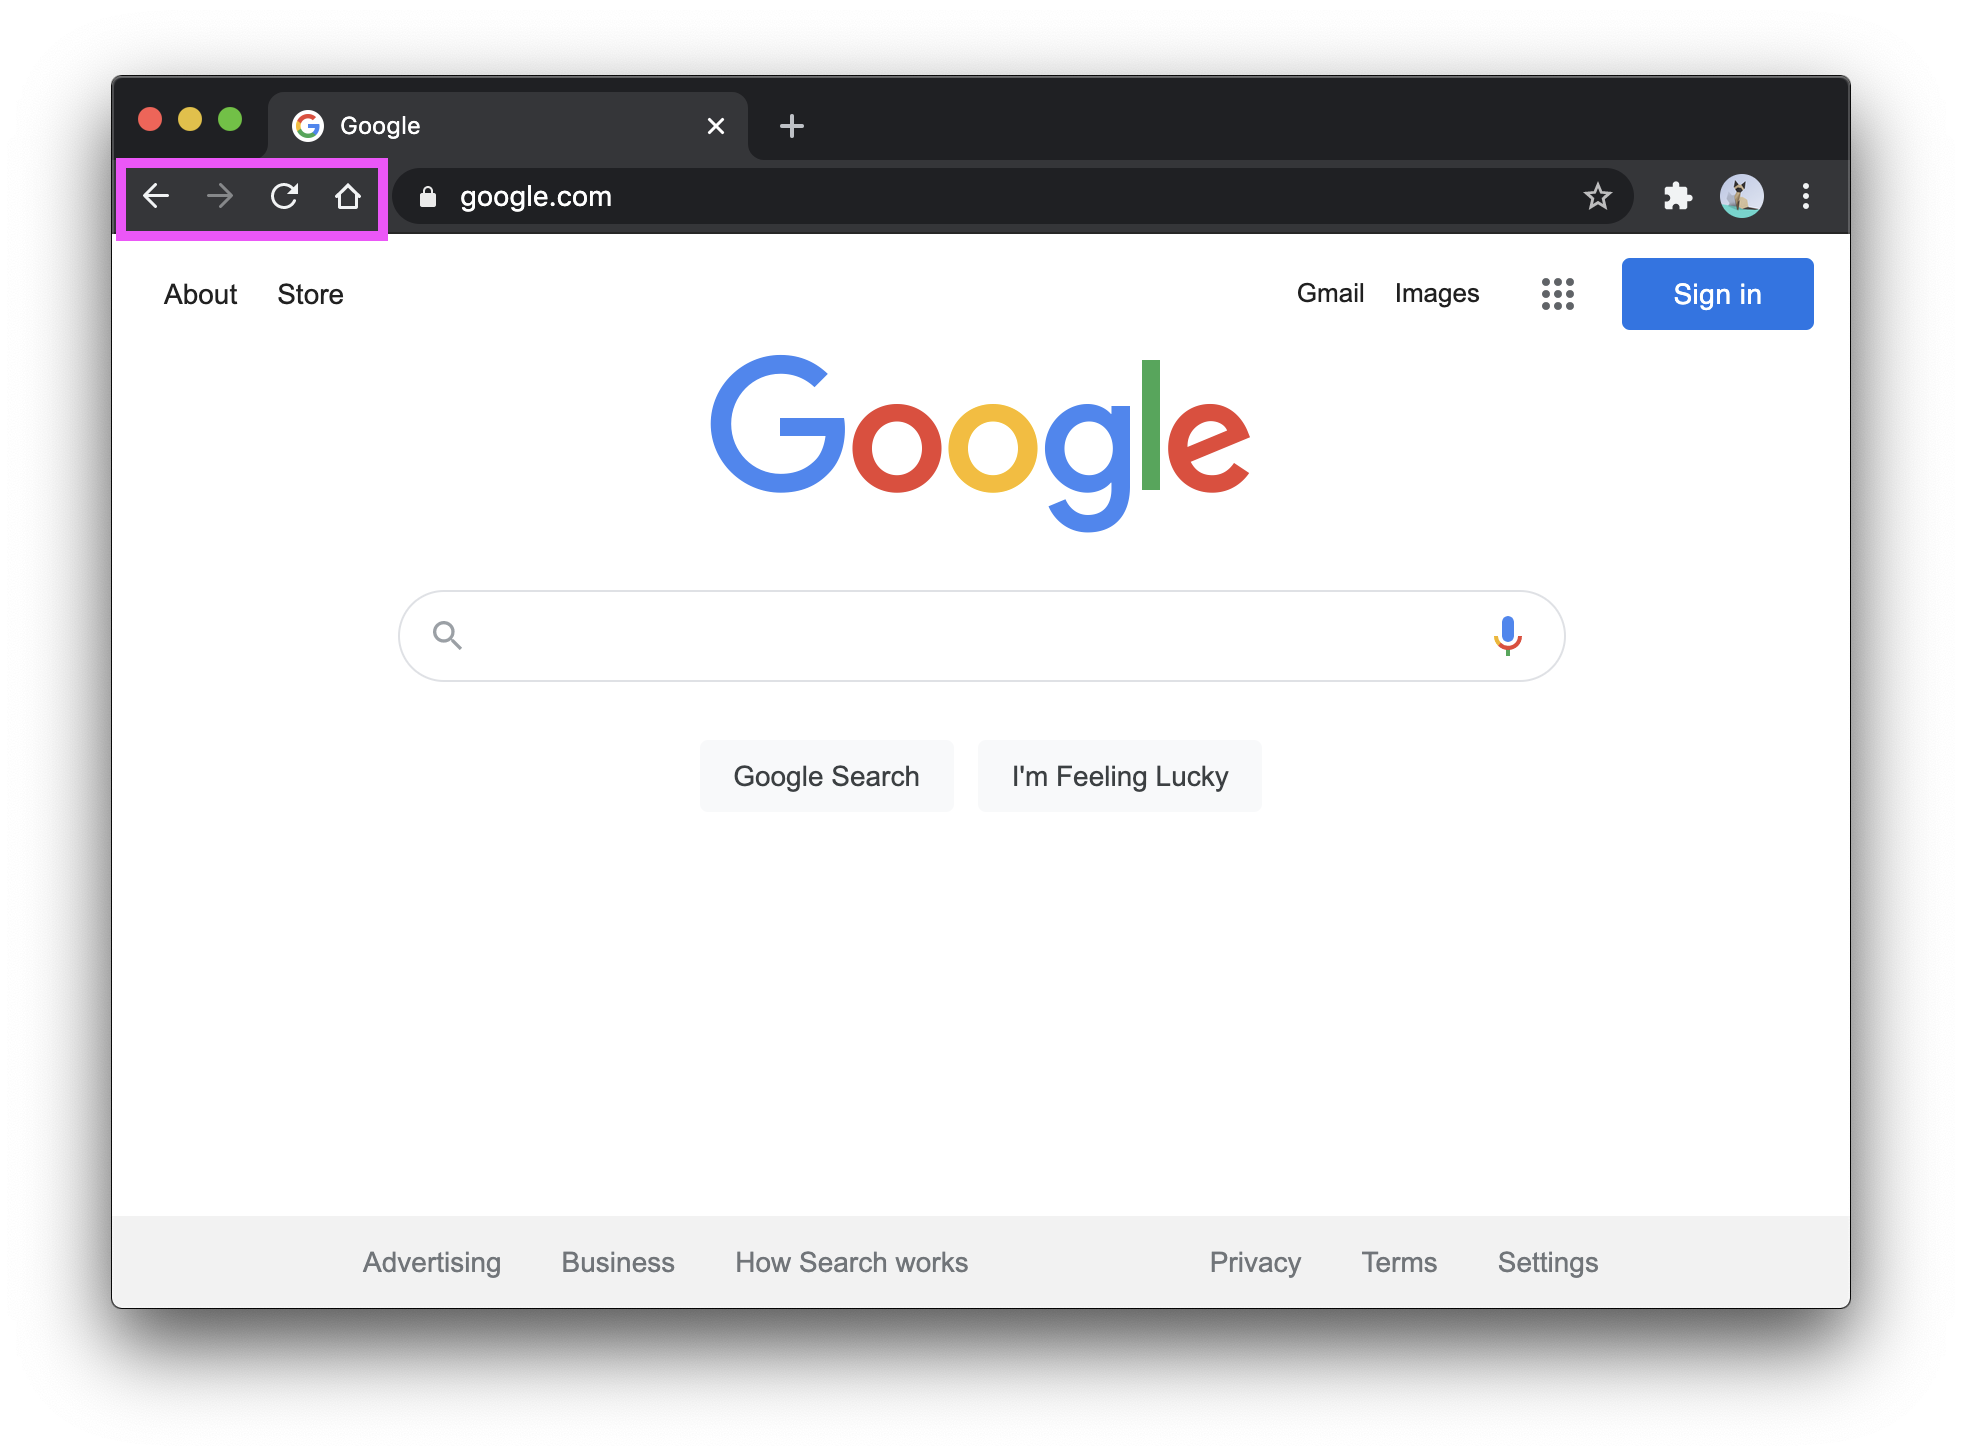 Google
google.com
About Store Gmail Images Sign in
Google
Google Search I'm Feeling Lucky
Advertising Business How Search works Privacy Terms Settings